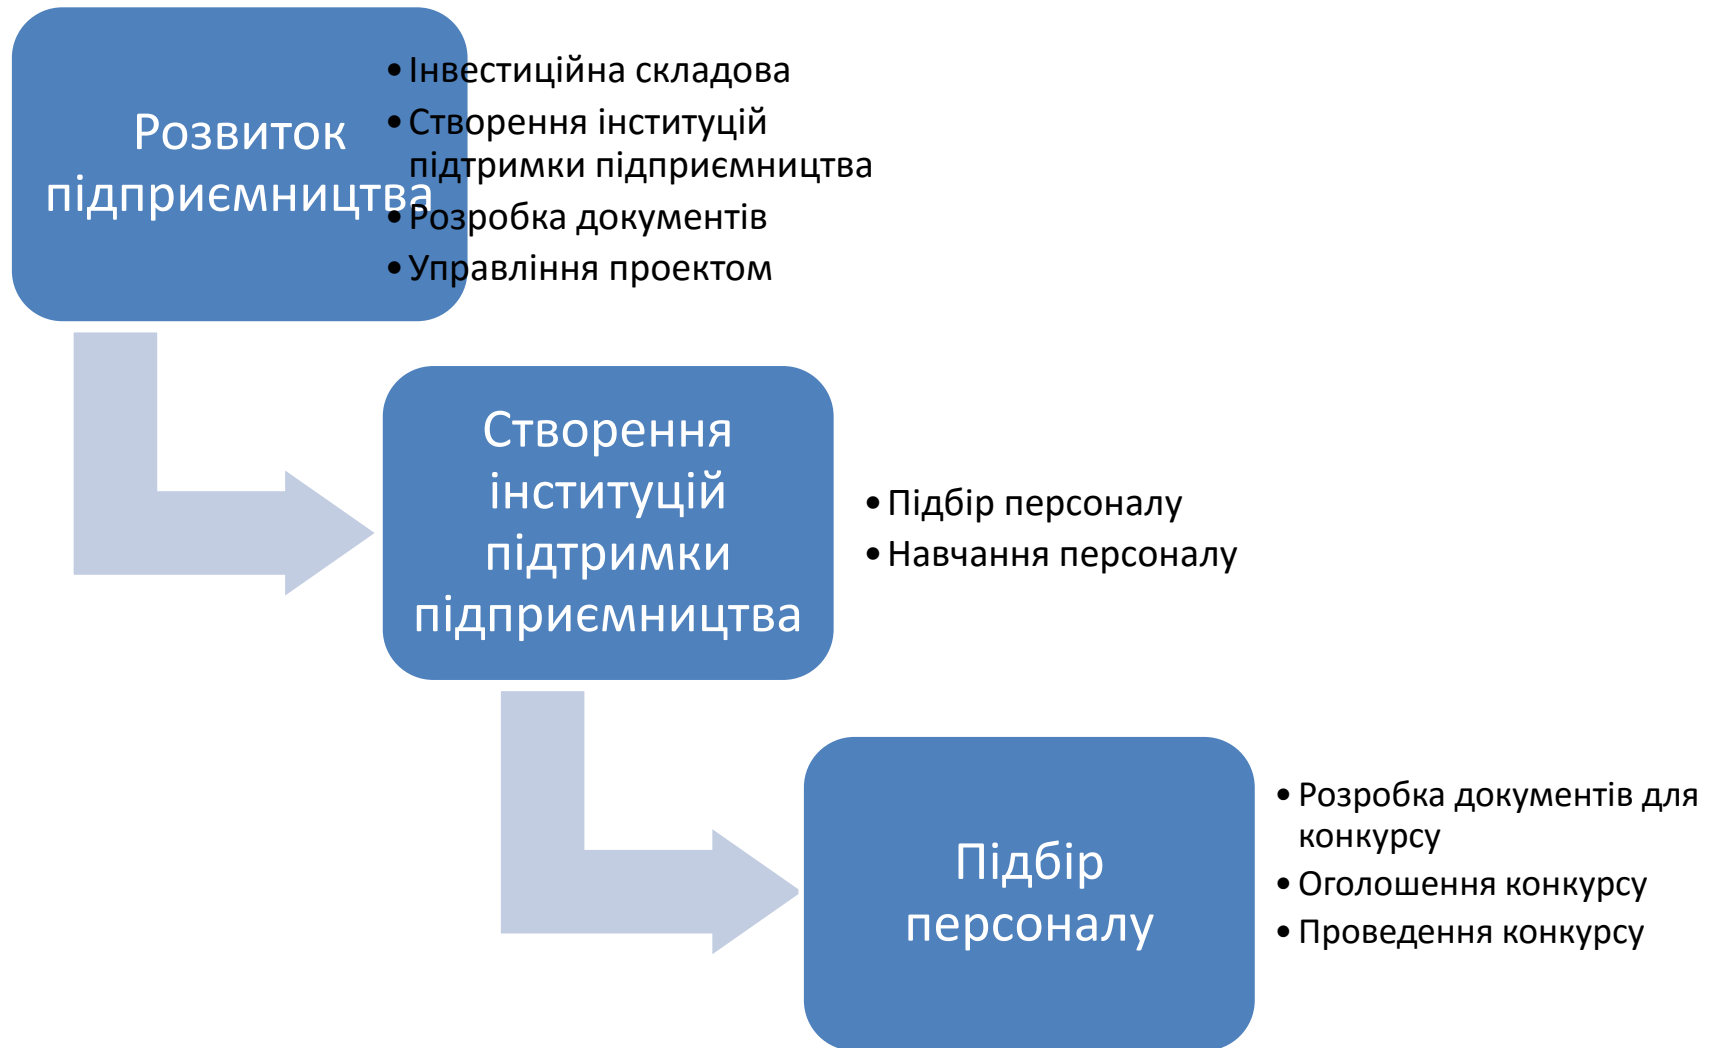 Розвиток
підприємництва
• Інвестиційна складова
• Створення інституцій
підтримки підприємництва
• Розробка документів
• Управління проектом
Створення
інституцій
підтримки
підприємництва
• Підбір персоналу
• Навчання персоналу
Підбір
персоналу
• Розробка документів для
конкурсу
• Оголошення конкурсу
• Проведення конкурсу